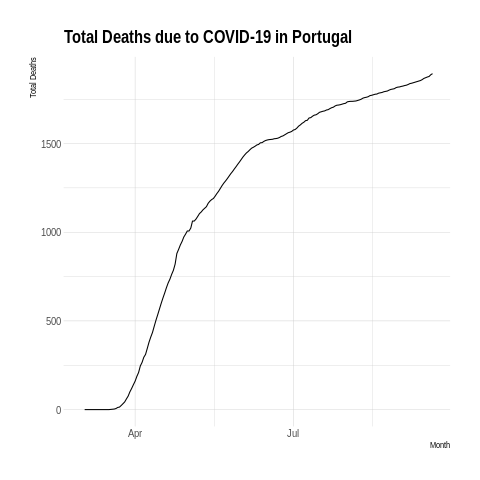 Total Deaths due to COVID-19 in Portugal
Total Deaths
1500
1000
500
0
Apr
Jul
Month